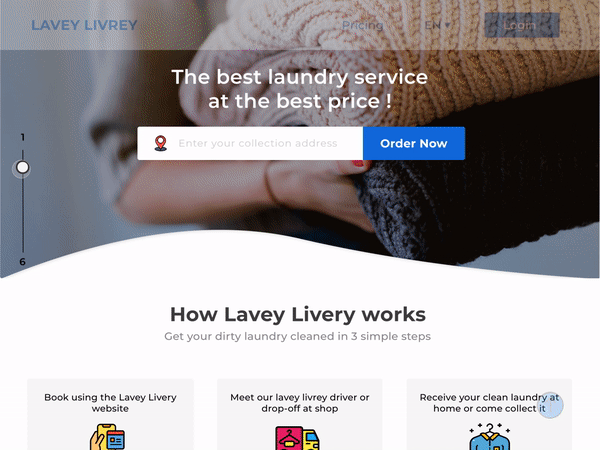 LAVEY LIVREY
Pricing
EN
Login
The best laundry service
at the best price !
Enter your collection address
Order Now
1
6
How Lavey Livery works
Get your dirty laundry cleaned in 3 simple steps
Book using the Lavey Livery
website
Meet our lavey livrey driver or
drop-off at shop
Receive your clean laundry at
home or come collect it